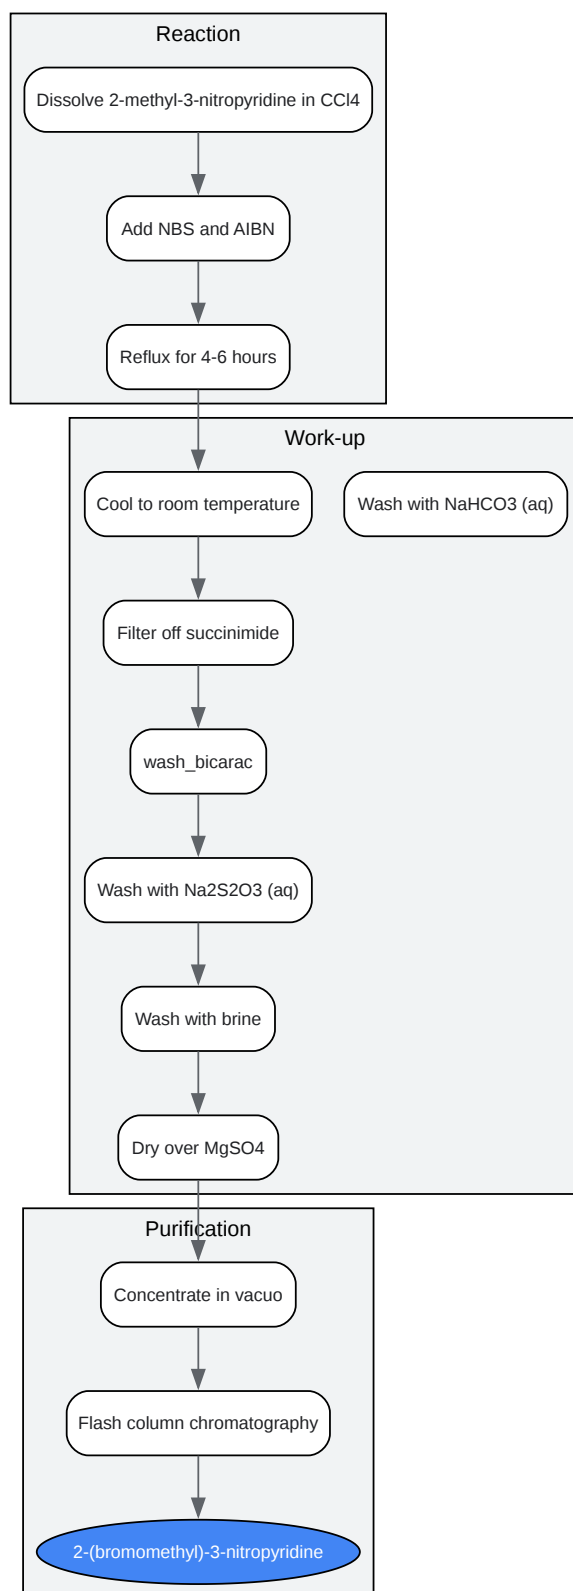 Reaction
Dissolve 2-methyl-3-nitropyridine in CCl4
Add NBS and AIBN
Reflux for 4-6 hours
Work-up
Cool to room temperature
Wash with NaHCO3 (aq)
Filter off succinimide
wash_bicarac
Wash with Na2S2O3 (aq)
Wash with brine
Dry over MgSO4
Purification
Concentrate in vacuo
Flash column chromatography
2-(bromomethyl)-3-nitropyridine